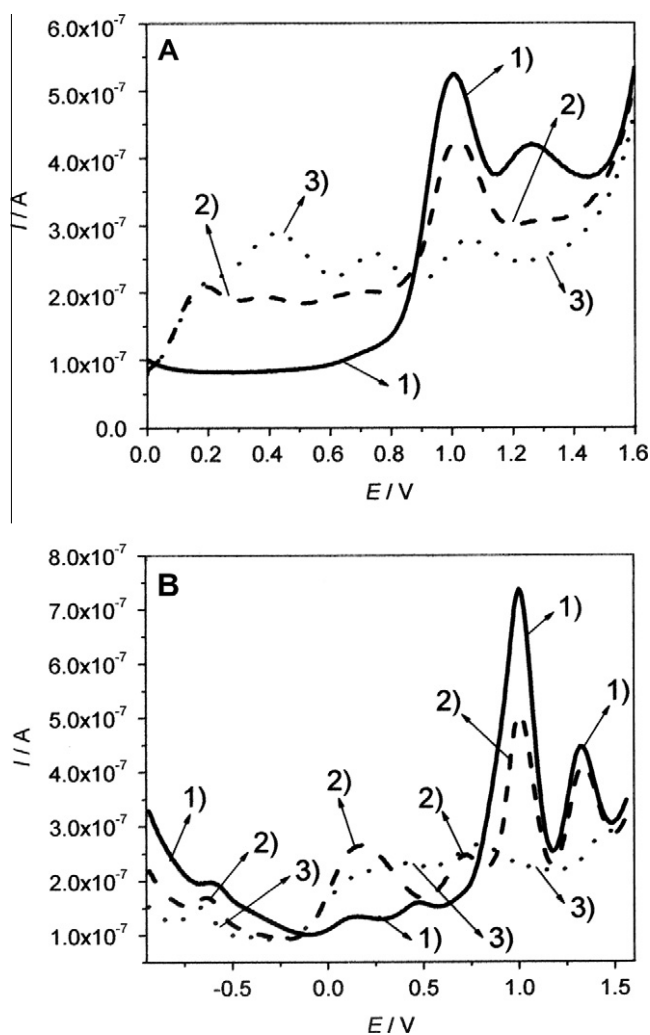 A
I / A
6.0x10⁻⁷
5.0x10⁻⁷
4.0x10⁻⁷
3.0x10⁻⁷
2.0x10⁻⁷
1.0x10⁻⁷
0.0
1)
2)
2)
3)
3)
1)
0.0 0.2 0.4 0.6 0.8 1.0 1.2 1.4 1.6
E / V
B
I / A
8.0x10⁻⁷
7.0x10⁻⁷
6.0x10⁻⁷
5.0x10⁻⁷
4.0x10⁻⁷
3.0x10⁻⁷
2.0x10⁻⁷
1.0x10⁻⁷
1)
1)
2)
2)
2)
1)
2)
3)
1)
3)
3)
-0.5 0.0 0.5 1.0 1.5
E / V